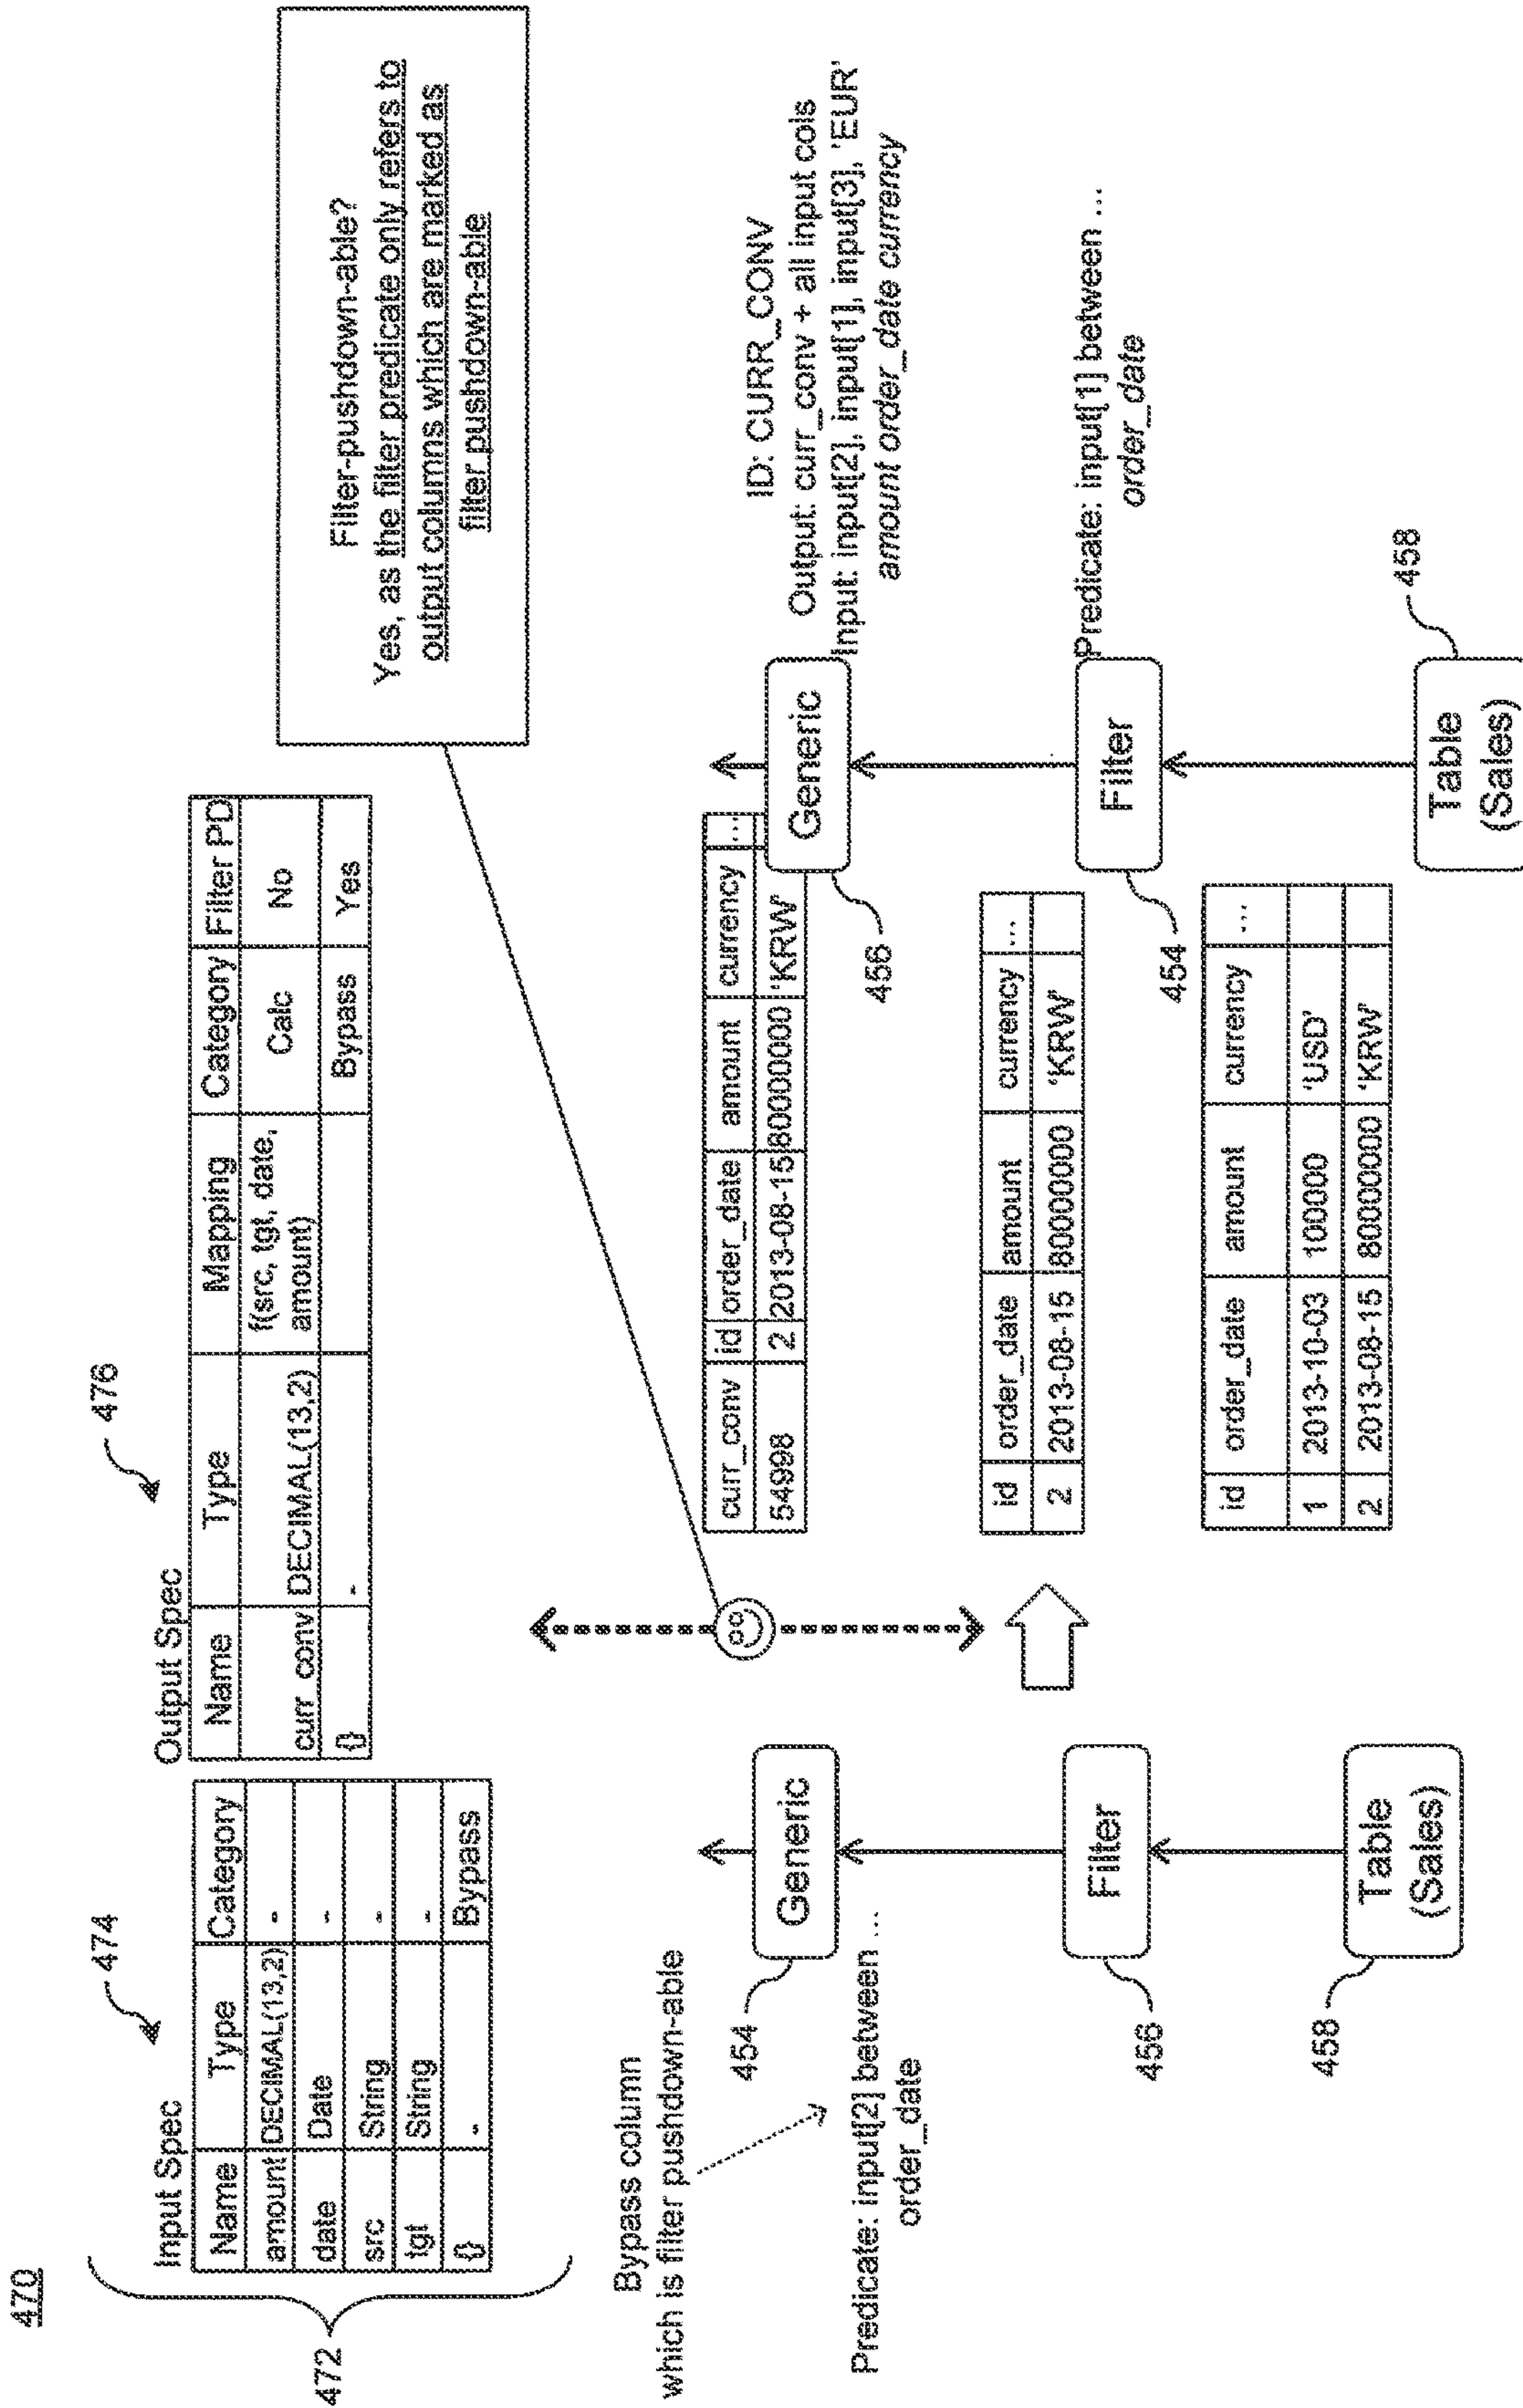 470
472
474
Input Spec
Name Type Category
amount DECIMAL(13,2) -
date Date -
src String -
tgt String -
{} - Bypass
476
Output Spec
Name Type Mapping Category Filter PD
curr_conv DECIMAL(13,2) f(src, tgt, date, amount) Calc No
{} - Bypass Yes
Filter-pushdown-able?
Yes, as the filter predicate only refers to
output columns which are marked as
filter pushdown-able
Bypass column
which is filter pushdown-able
Predicate: input[2] between ...
order_date
454
Generic
456
Filter
458
Table
(Sales)
curr_conv id order_date amount currency ...
54998 2 2013-08-15 80000000 'KRW'
456
Generic
ID: CURR_CONV
Output: curr_conv + all input cols
Input: input[2], input[1], input[3], 'EUR'
amount order_date currency
id order_date amount currency ...
2 2013-08-15 80000000 'KRW'
454
Filter
Predicate: input[1] between ...
order_date
id order_date amount currency ...
1 2013-10-03 100000 'USD'
2 2013-08-15 80000000 'KRW'
458
Table
(Sales)